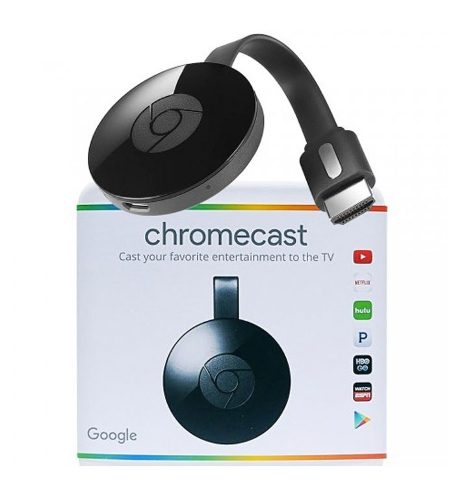 chromecast
Cast your favorite entertainment to the TV
NETFLIX
hulu
P
HBO
GO
WATCH
ESPN
Google